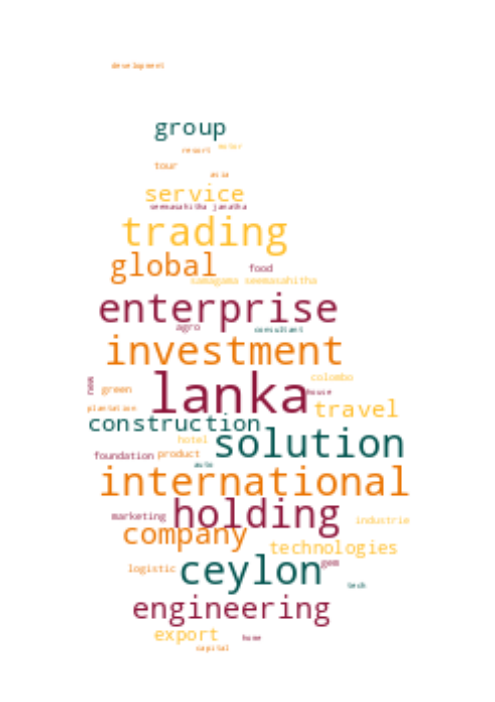 development
group
resort motor
tour
asia
service
seemasahitha janatha
trading
global
food
samagama seemasahitha
enterprise
agro
consultant
investment
colombo
new
green
lanka
house
plantation
travel
construction
hotel
solution
foundation product
auto
international
holding
marketing
industrie
company
technologies
logistic
ceylon
gem
tech
engineering
export
home
capital